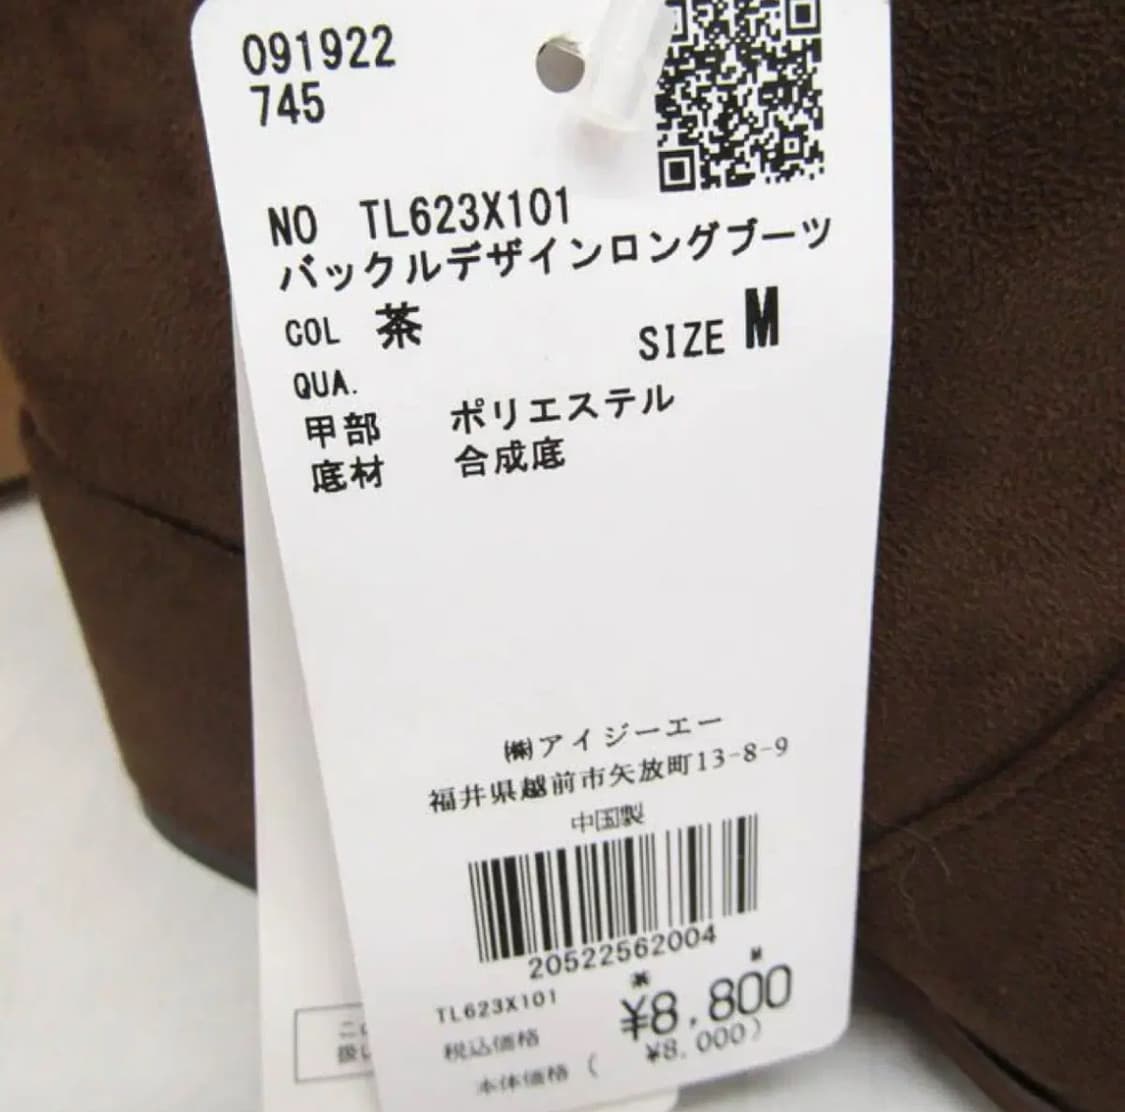 091922
745
NO TL623X101
バックルデザインロングブーツ
COL 茶 SIZE M
QUA.
甲部 ポリエステル
底材 合成底
㈱アイジーエー
福井県越前市矢放町13-8-9
中国製
20522562004
茶 M
TL623X101
税込価格 ¥8,800
本体価格 ( ¥8,000)